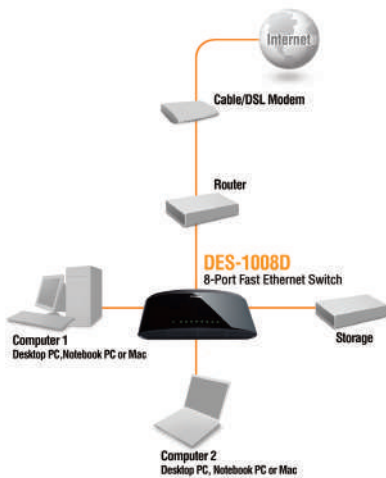 Internet
Cable/DSL Modem
Router
DES-1008D
8-Port Fast Ethernet Switch
Computer 1
Desktop PC,Notebook PC or Mac
Storage
Computer 2
Desktop PC, Notebook PC or Mac